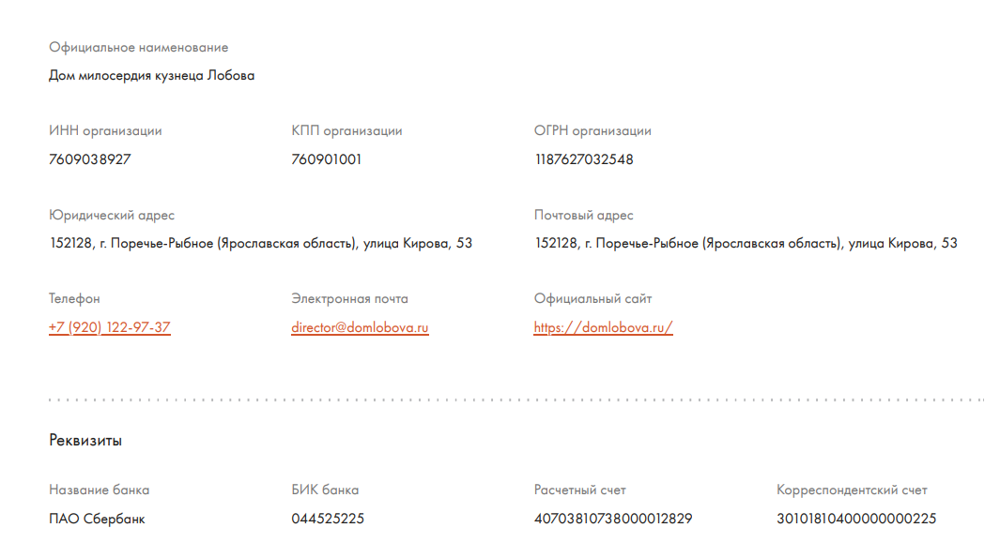 Официальное наименование
Дом милосердия кузнеца Лобова
ИНН организации КПП организации ОГРН организации
7609038927 760901001 1187627032548
Юридический адрес Почтовый адрес
152128, г. Поречье-Рыбное (Ярославская область), улица Кирова, 53 152128, г. Поречье-Рыбное (Ярославская область), улица Кирова, 53
Телефон Электронная почта Официальный сайт
+7 (920) 122-97-37 director@domlobova.ru https://domlobova.ru/
Реквизиты
Название банка БИК банка Расчетный счет Корреспондентский счет
ПАО Сбербанк 044525225 40703810738000012829 30101810400000000225